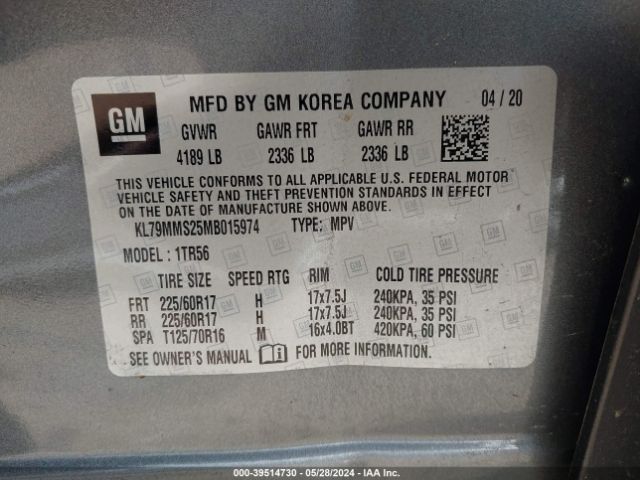 GM
MFD BY GM KOREA COMPANY 04 / 20
GVWR GAWR FRT GAWR RR
4189 LB 2336 LB 2336 LB
THIS VEHICLE CONFORMS TO ALL APPLICABLE U.S. FEDERAL MOTOR
VEHICLE SAFETY AND THEFT PREVENTION STANDARDS IN EFFECT
ON THE DATE OF MANUFACTURE SHOWN ABOVE.
KL79MMS25MB015974 TYPE: MPV
MODEL : 1TR56
TIRE SIZE SPEED RTG RIM COLD TIRE PRESSURE
FRT 225/60R17 H 17x7.5J 240KPA, 35 PSI
RR 225/60R17 H 17x7.5J 240KPA, 35 PSI
SPA T125/70R16 M 16x4.0BT 420KPA, 60 PSI
SEE OWNER'S MANUAL FOR MORE INFORMATION.
000-39514730 - 05/28/2024 - IAA Inc.